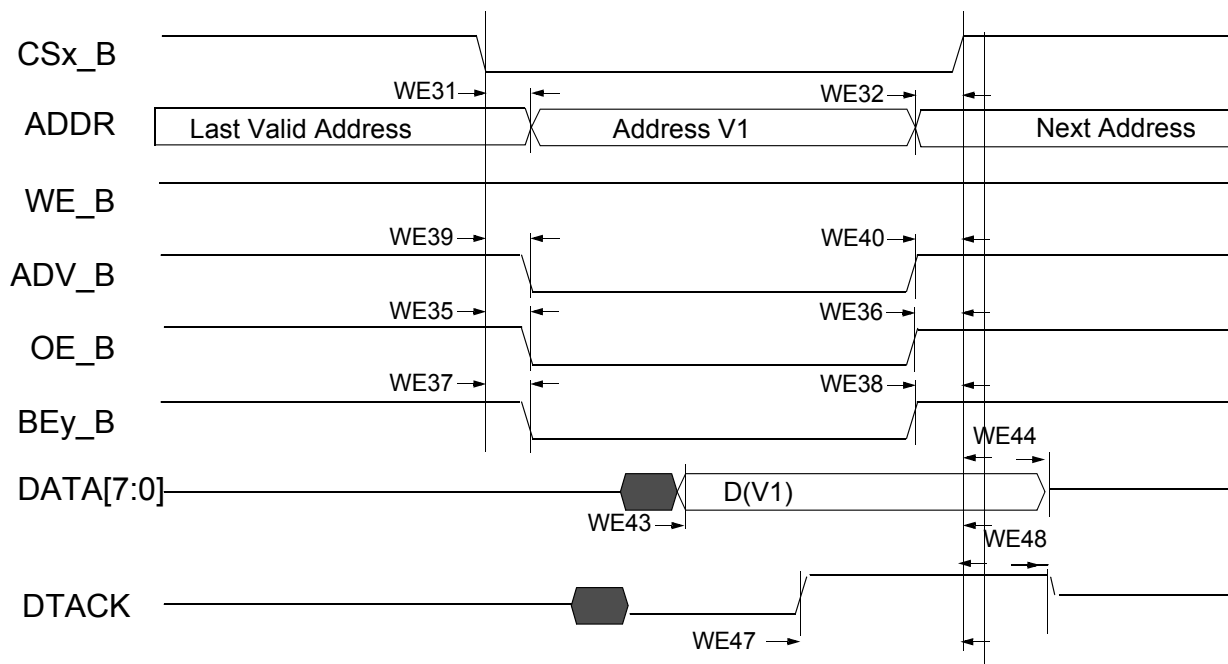 CSx_B
WE31
WE32
ADDR
Last Valid Address
Address V1
Next Address
WE_B
WE39
WE40
ADV_B
WE35
WE36
OE_B
WE37
WE38
BEy_B
WE44
DATA[7:0]
D(V1)
WE43
WE48
DTACK
WE47